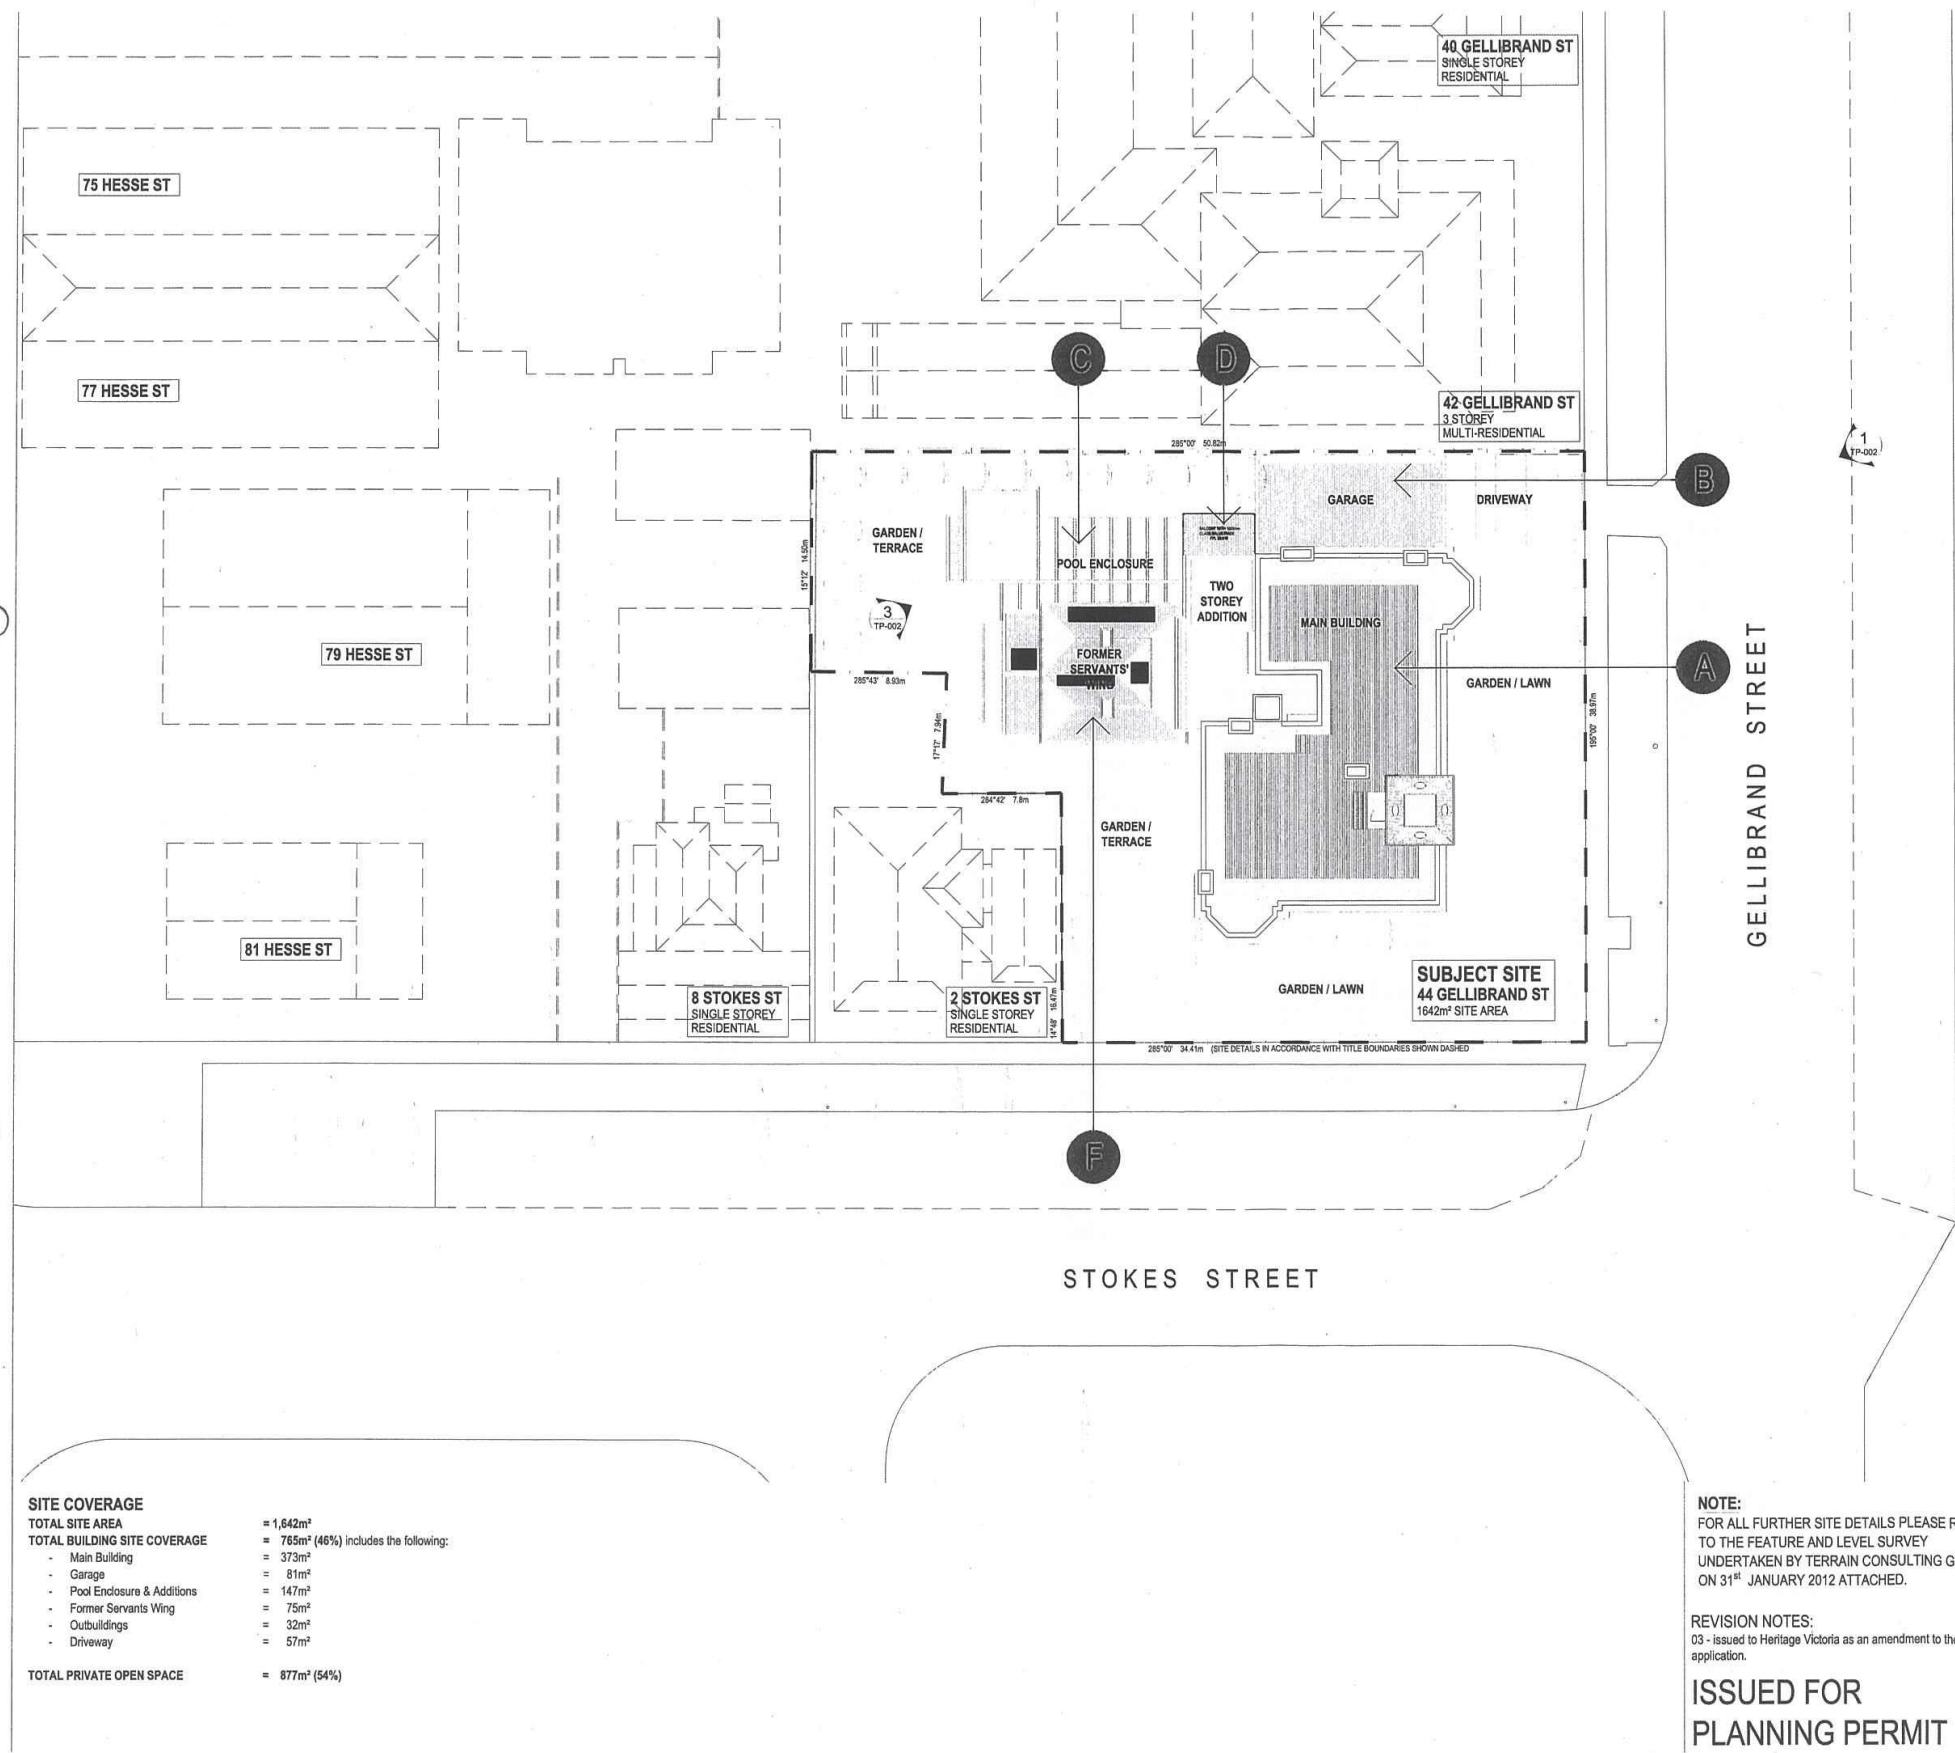 40 GELLIBRAND ST
SINGLE STOREY
RESIDENTIAL
75 HESSE ST
77 HESSE ST
C
D
42 GELLIBRAND ST
3 STOREY
MULTI-RESIDENTIAL
1
TP-002
285°00' 50.82m
B
GARAGE
DRIVEWAY
GARDEN /
TERRACE
15°12' 14.50m
POOL ENCLOSURE
TWO
STOREY
ADDITION
MAIN BUILDING
3
TP-002
79 HESSE ST
FORMER
SERVANTS'
WING
A
GARDEN / LAWN
285°43' 8.93m
195°00' 38.97m
17°17' 7.94m
284°42' 7.8m
GARDEN /
TERRACE
GELLIBRAND STREET
81 HESSE ST
SUBJECT SITE
44 GELLIBRAND ST
1642m² SITE AREA
GARDEN / LAWN
8 STOKES ST
SINGLE STOREY
RESIDENTIAL
2 STOKES ST
SINGLE STOREY
RESIDENTIAL
14°48' 16.47m
285°00' 34.41m (SITE DETAILS IN ACCORDANCE WITH TITLE BOUNDARIES SHOWN DASHED
F
STOKES STREET
SITE COVERAGE
TOTAL SITE AREA = 1,642m²
TOTAL BUILDING SITE COVERAGE = 765m² (46%) includes the following:
- Main Building = 373m²
- Garage = 81m²
- Pool Enclosure & Additions = 147m²
- Former Servants Wing = 75m²
- Outbuildings = 32m²
- Driveway = 57m²
TOTAL PRIVATE OPEN SPACE = 877m² (54%)
NOTE:
FOR ALL FURTHER SITE DETAILS PLEASE R
TO THE FEATURE AND LEVEL SURVEY
UNDERTAKEN BY TERRAIN CONSULTING G
ON 31st JANUARY 2012 ATTACHED.
REVISION NOTES:
03 - issued to Heritage Victoria as an amendment to the
application.
ISSUED FOR
PLANNING PERMIT